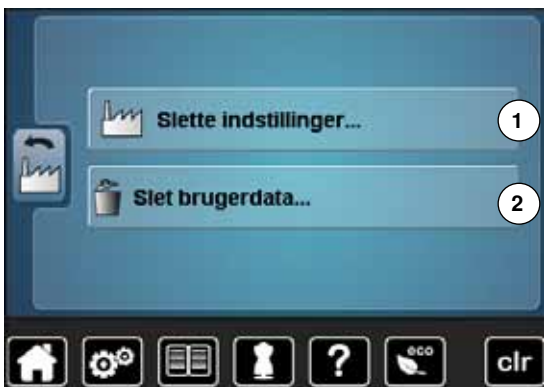 Slette indstillinger...
1
Slet brugerdata...
2
?
eco
clr